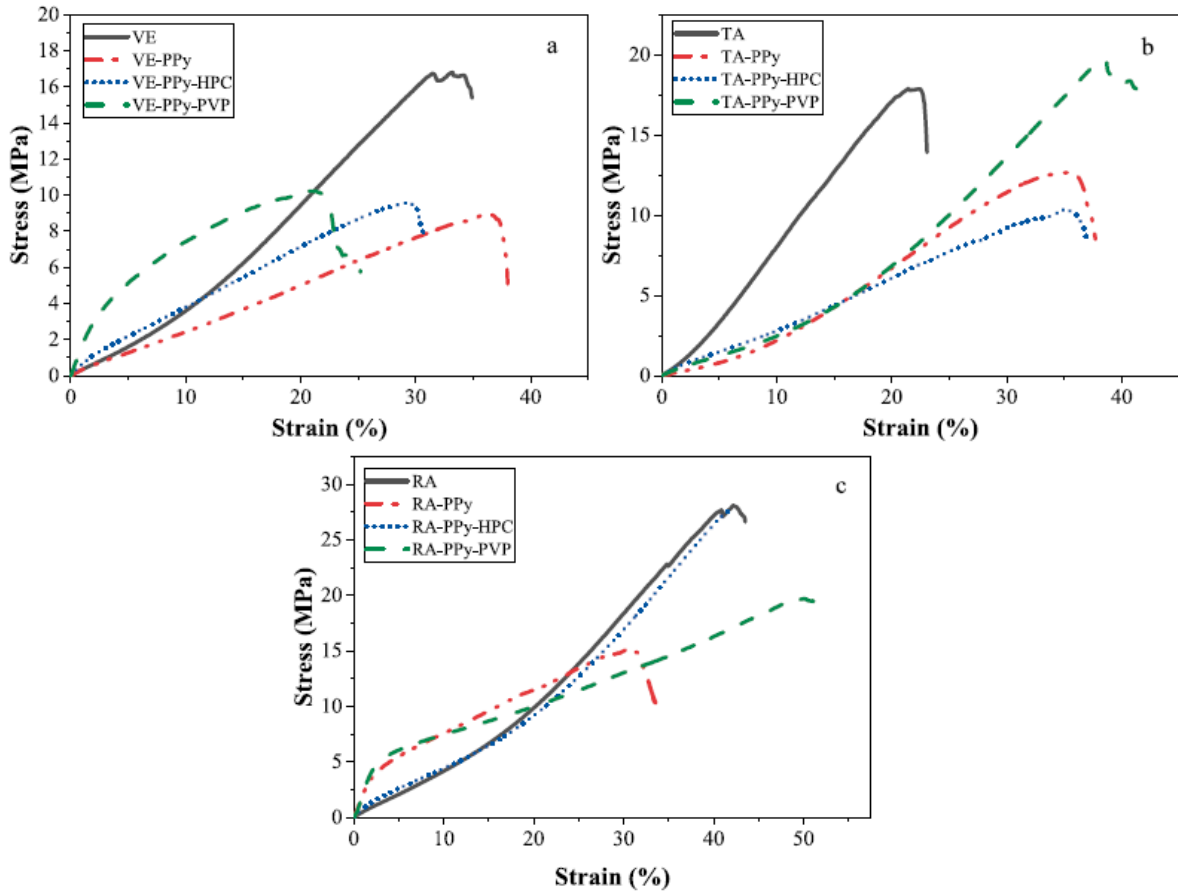 a
VE
VE-PPy
VE-PPy-HPC
VE-PPy-PVP
Stress (MPa)
20
18
16
14
12
10
8
6
4
2
0
0 10 20 30 40
Strain (%)
b
TA
TA-PPy
TA-PPy-HPC
TA-PPy-PVP
Stress (MPa)
20
15
10
5
0
0 10 20 30 40
Strain (%)
c
RA
RA-PPy
RA-PPy-HPC
RA-PPy-PVP
Stress (MPa)
30
25
20
15
10
5
0
0 10 20 30 40 50
Strain (%)